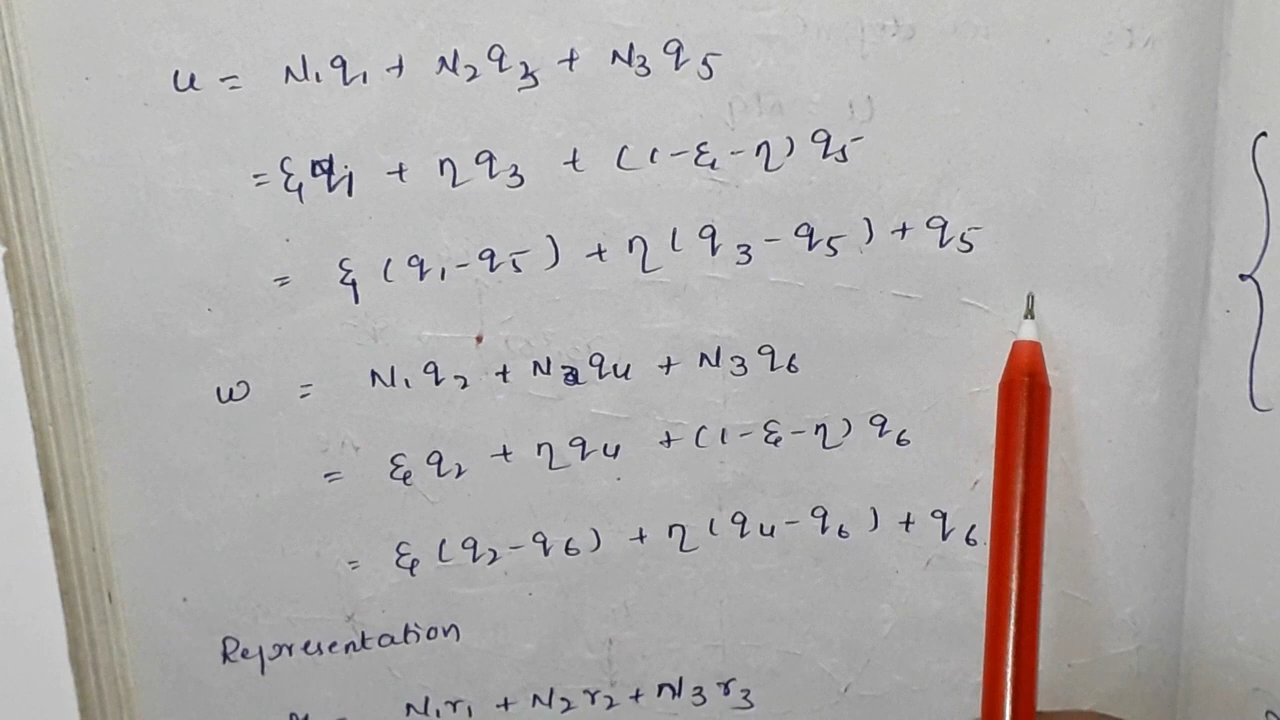 u = N₁q₁ + N₂q₃ + N₃q₅
= ξq₁ + ηq₃ + (1-ξ-η) q₅
= ξ(q₁-q₅) + η(q₃-q₅) + q₅
w = N₁q₂ + N₂q₄ + N₃q₆
= ξq₂ + ηq₄ + (1-ξ-η) q₆
= ξ(q₂-q₆) + η(q₄-q₆) + q₆
Representation
N₁r₁ + N₂r₂ + N₃r₃